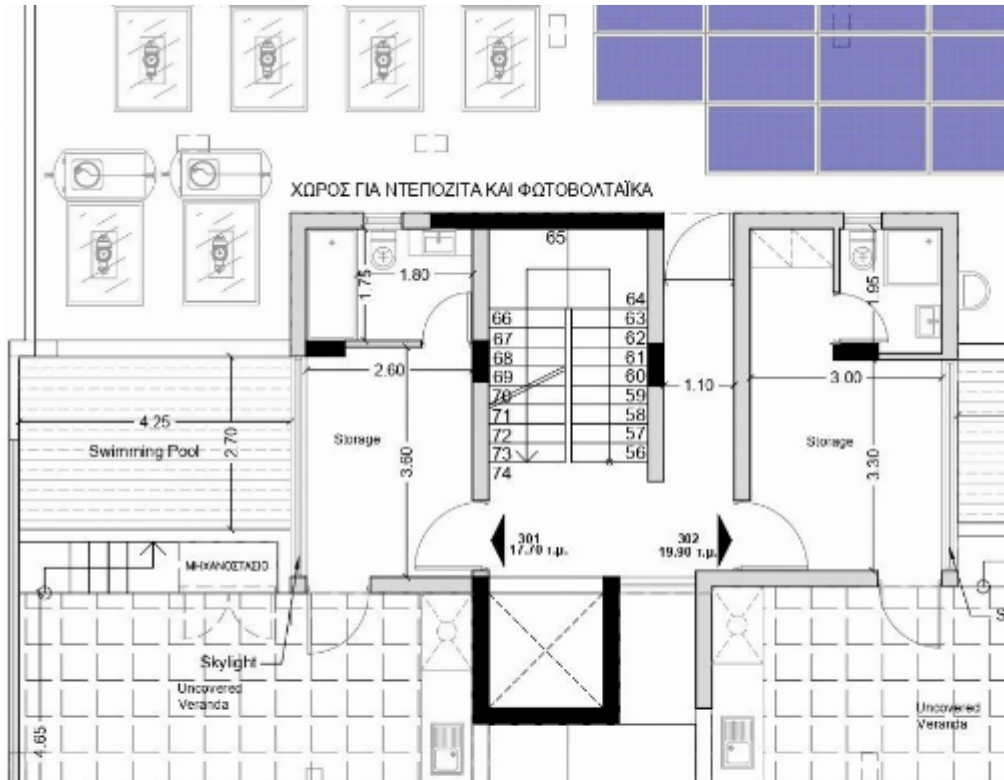 ΧΩΡΟΣ ΓΙΑ ΝΤΕΠΟΖΙΤΑ ΚΑΙ ΦΩΤΟΒΟΛΤΑΪΚΑ
65
1.80
1.75
1.95
64
66
63
67
62
68
61
69
60
70
59
71
58
72
57
73
56
74
2.60
1.10
3.00
4.25
2.70
Swimming Pool
Storage
3.60
Storage
3.30
301
17.70 τ.μ.
302
19.90 τ.μ.
ΜΗΧΑΝΟΣΤΑΣΙΟ
Skylight
S
Uncovered
Veranda
Uncovered
Veranda
4.65